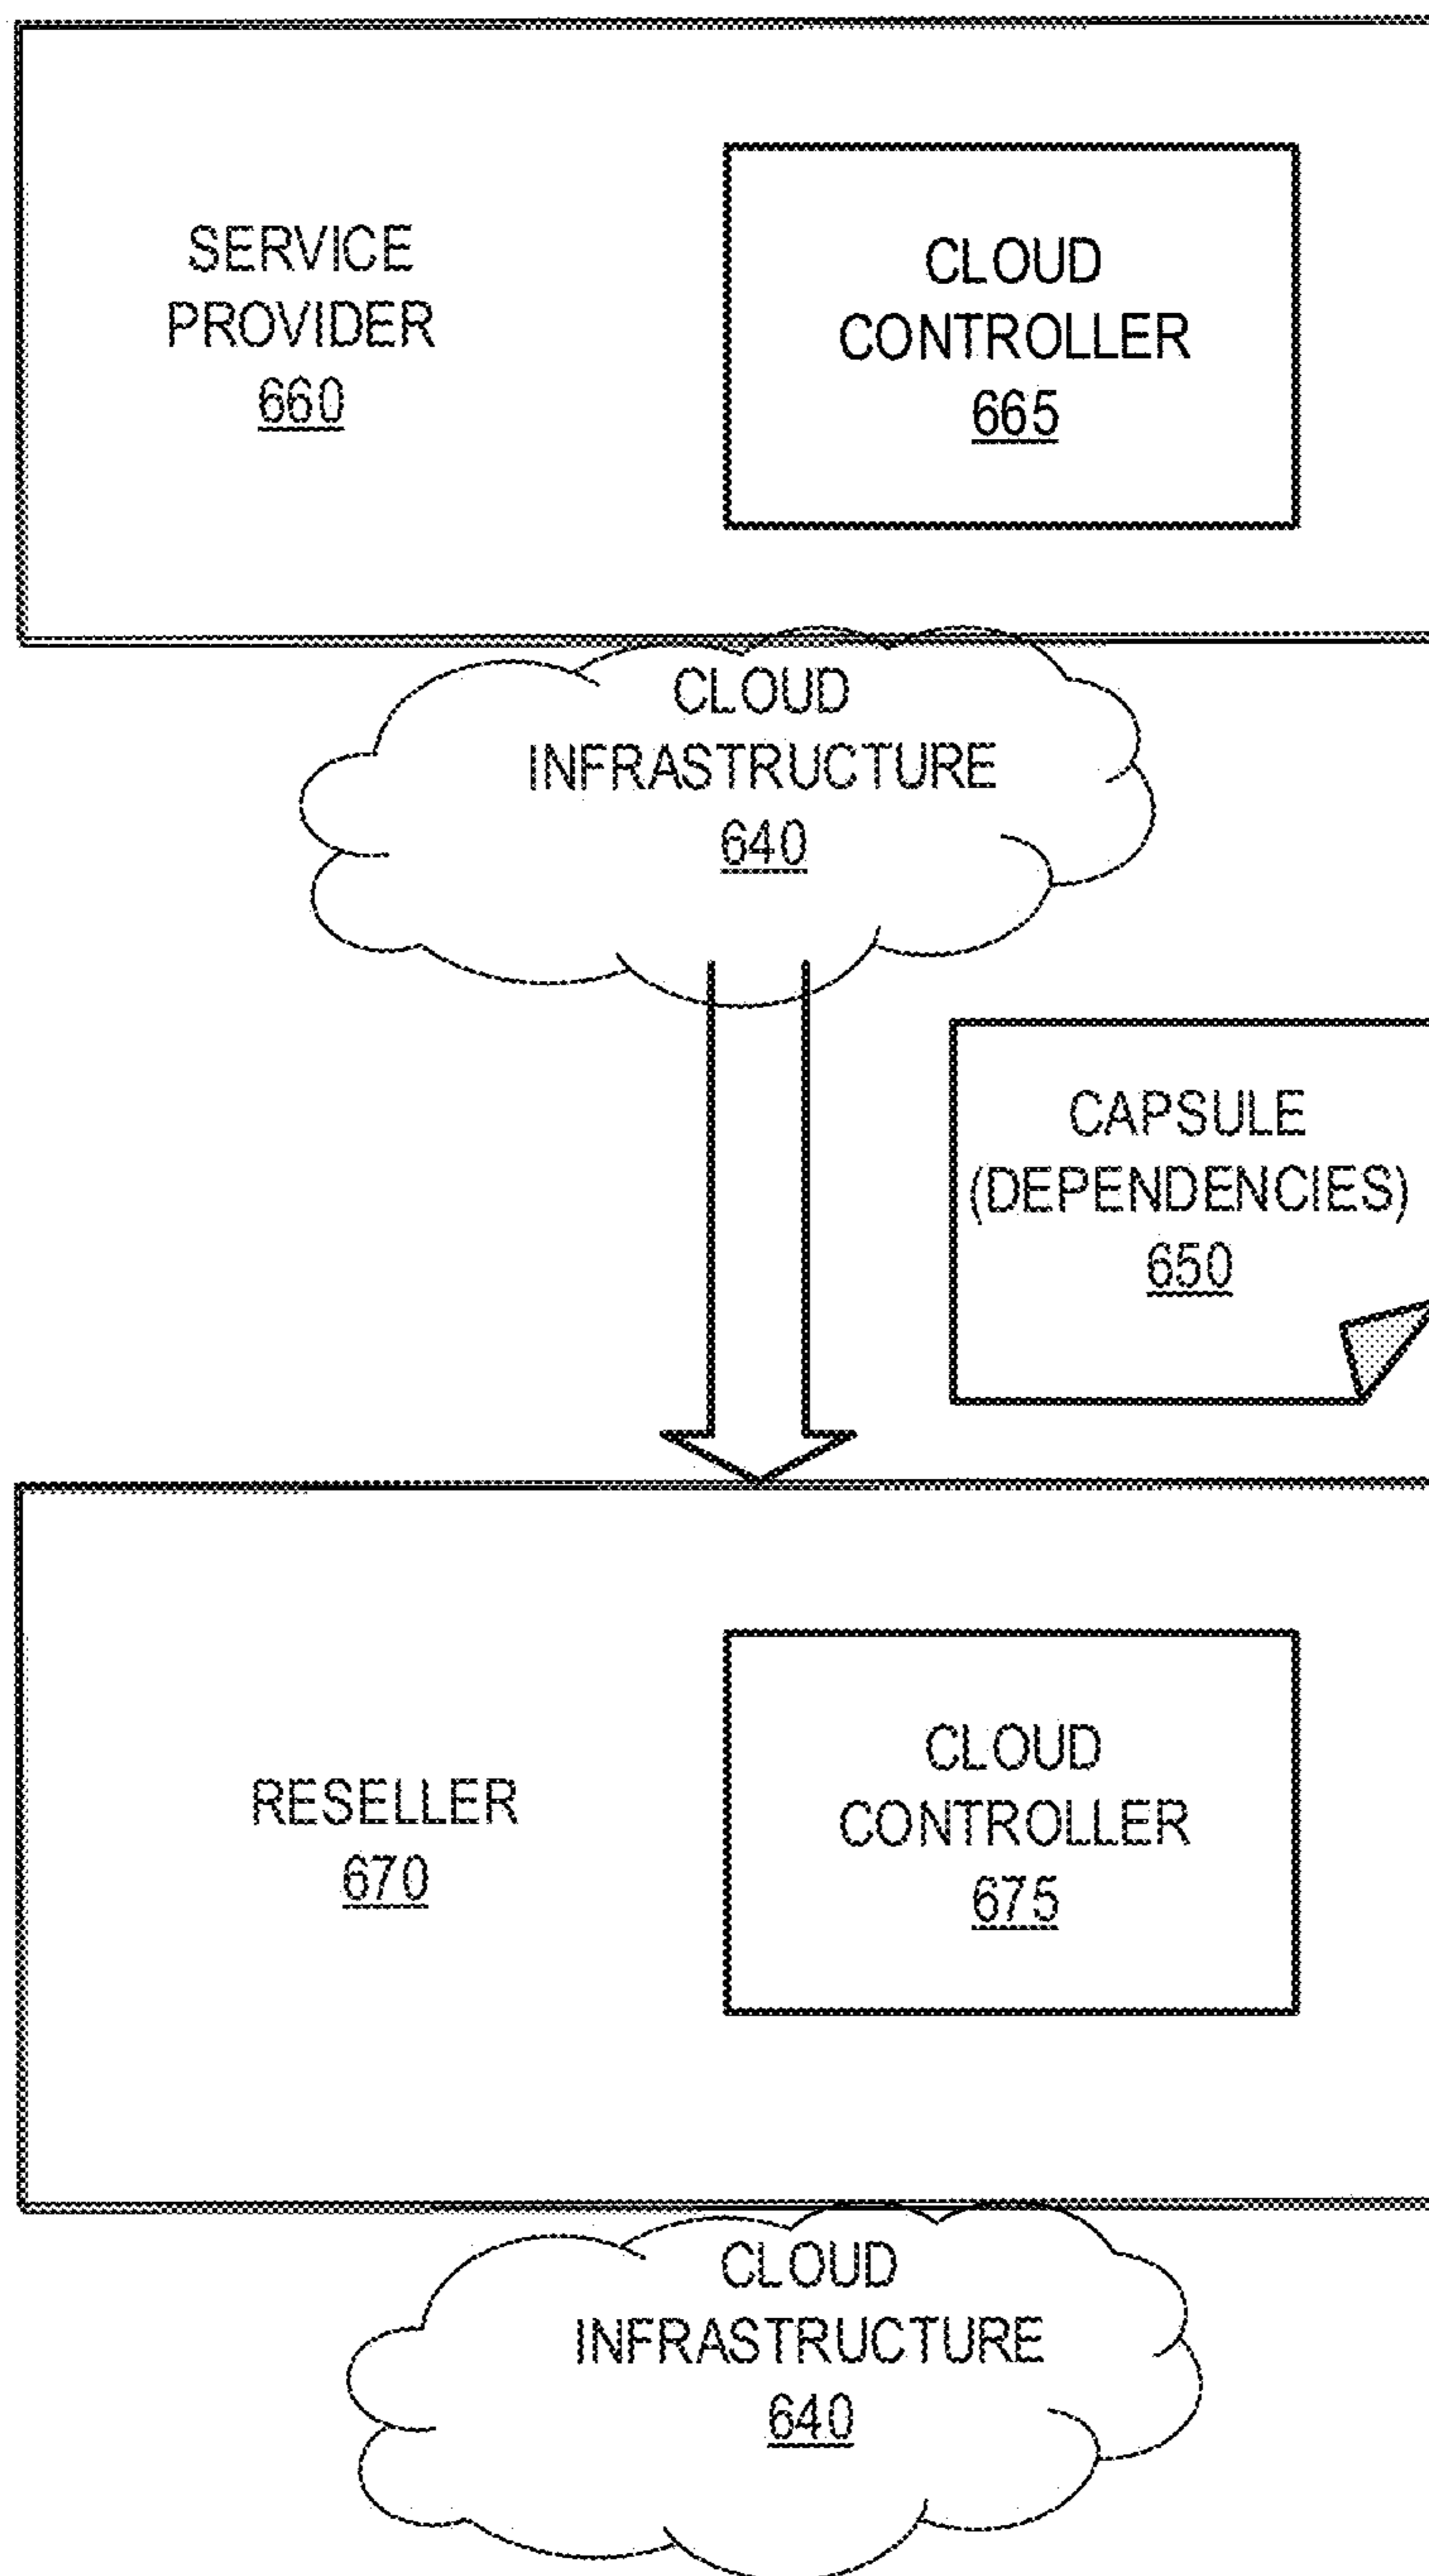 SERVICE
PROVIDER
660
CLOUD
CONTROLLER
665
CLOUD
INFRASTRUCTURE
640
CAPSULE
(DEPENDENCIES)
650
RESELLER
670
CLOUD
CONTROLLER
675
CLOUD
INFRASTRUCTURE
640